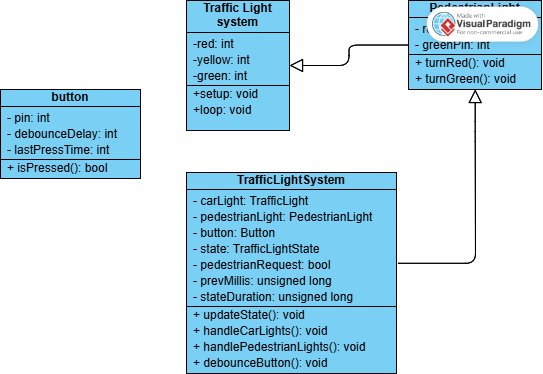 Traffic Light
system
-red: int
-yellow: int
-green: int
+setup: void
+loop: void
PedestrianLight
Made with
VisualParadigm
For non-commercial use
- greenPin: int
+ turnRed(): void
+ turnGreen(): void
button
- pin: int
- debounceDelay: int
- lastPressTime: int
+ isPressed(): bool
TrafficLightSystem
- carLight: TrafficLight
- pedestrianLight: PedestrianLight
- button: Button
- state: TrafficLightState
- pedestrianRequest: bool
- prevMillis: unsigned long
- stateDuration: unsigned long
+ updateState(): void
+ handleCarLights(): void
+ handlePedestrianLights(): void
+ debounceButton(): void